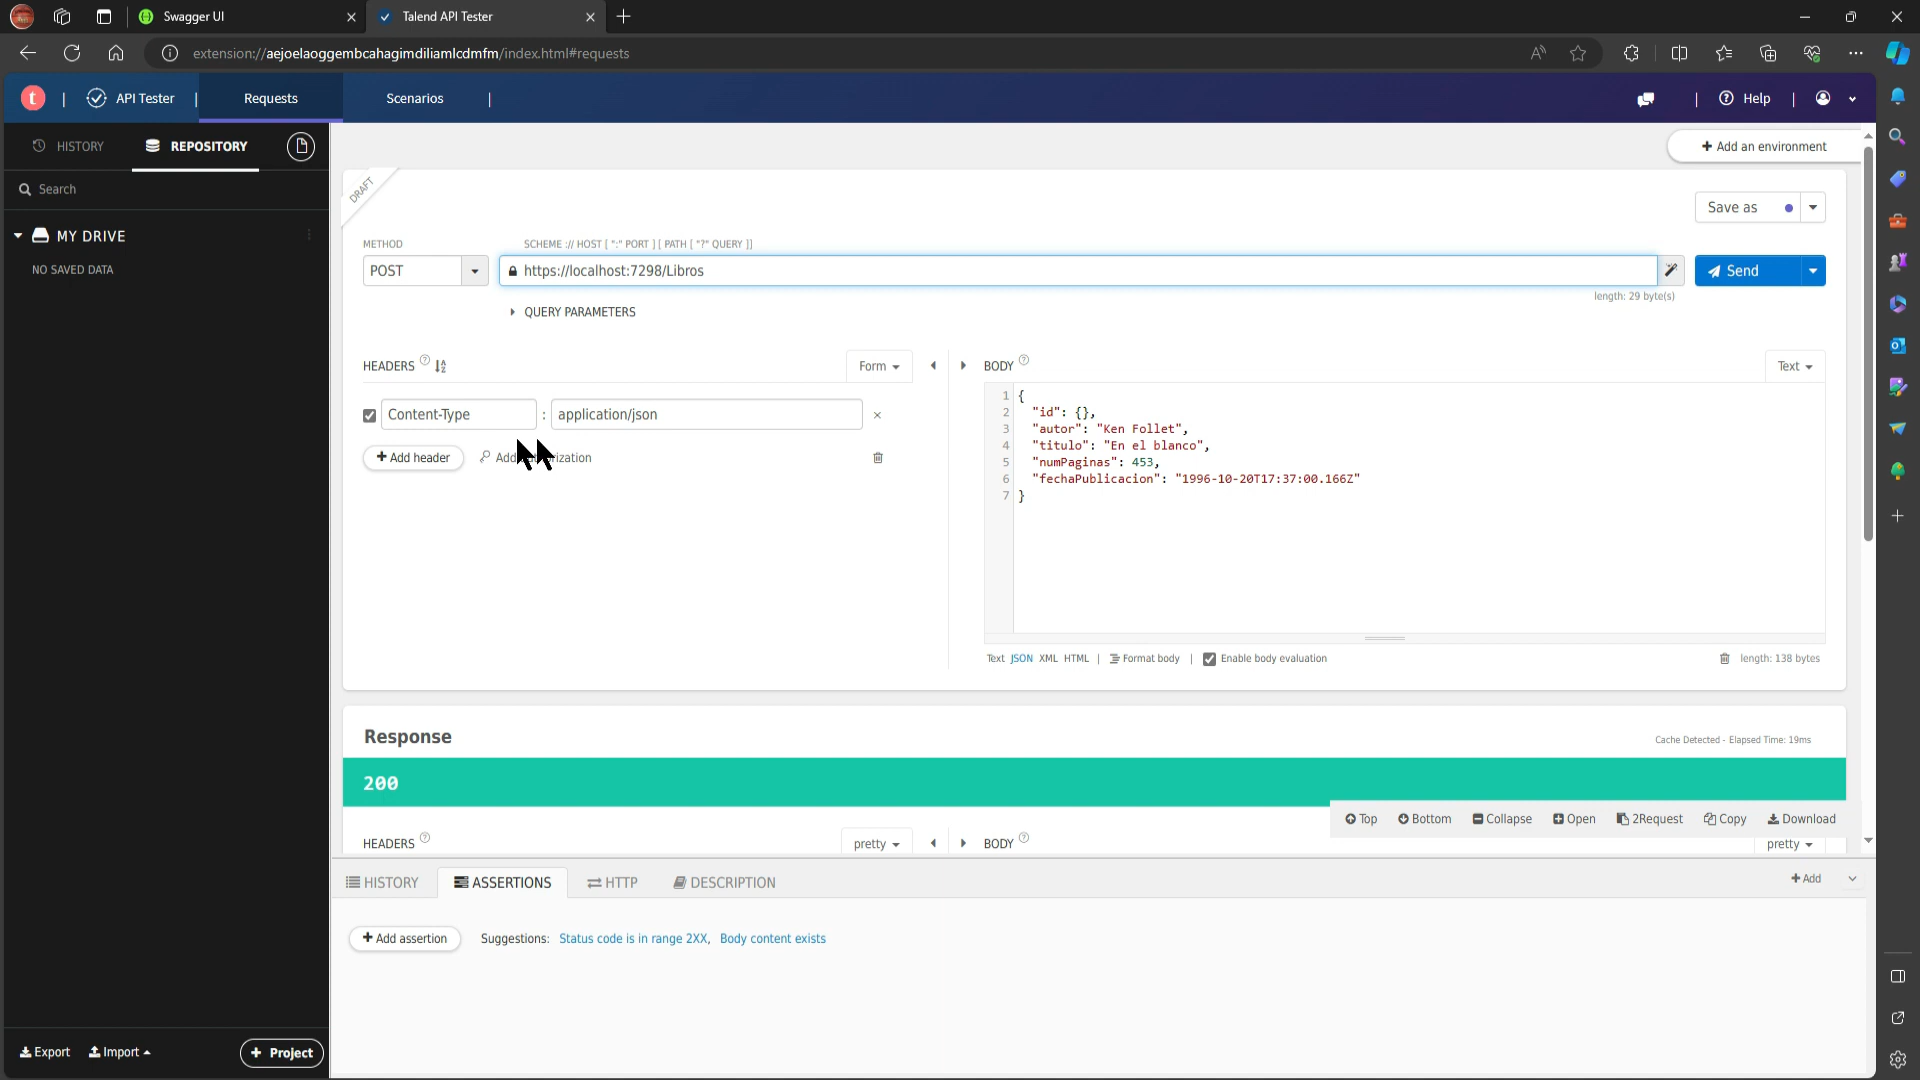 Swagger UI
Talend API Tester
extension://aejoelaoggembcahagimdiliamlcdmfm/index.html#requests
t | API Tester | Requests Scenarios |
| Help |
HISTORY REPOSITORY
Search
MY DRIVE
NO SAVED DATA
+ Add an environment
DRAFT
Save as
METHOD
SCHEME :// HOST [ ":" PORT ] [ PATH [ "?" QUERY ]]
POST
https://localhost:7298/Libros
Send
length: 29 byte(s)
QUERY PARAMETERS
HEADERS ?
Form
BODY ?
Text
Content-Type : application/json ×
+ Add header
1 {
2 "id": {},
3 "autor": "Ken Follet",
4 "titulo": "En el blanco",
5 "numPaginas": 453,
6 "fechaPublicacion": "1996-10-20T17:37:00.166Z"
7 }
Text JSON XML HTML | Format body | Enable body evaluation
length: 138 bytes
Response
Cache Detected - Elapsed Time: 19ms
200
Top Bottom Collapse Open 2Request Copy Download
HEADERS ?
pretty
BODY ?
pretty
HISTORY ASSERTIONS HTTP DESCRIPTION
+ Add
+ Add assertion
Suggestions: Status code is in range 2XX, Body content exists
Export Import + Project